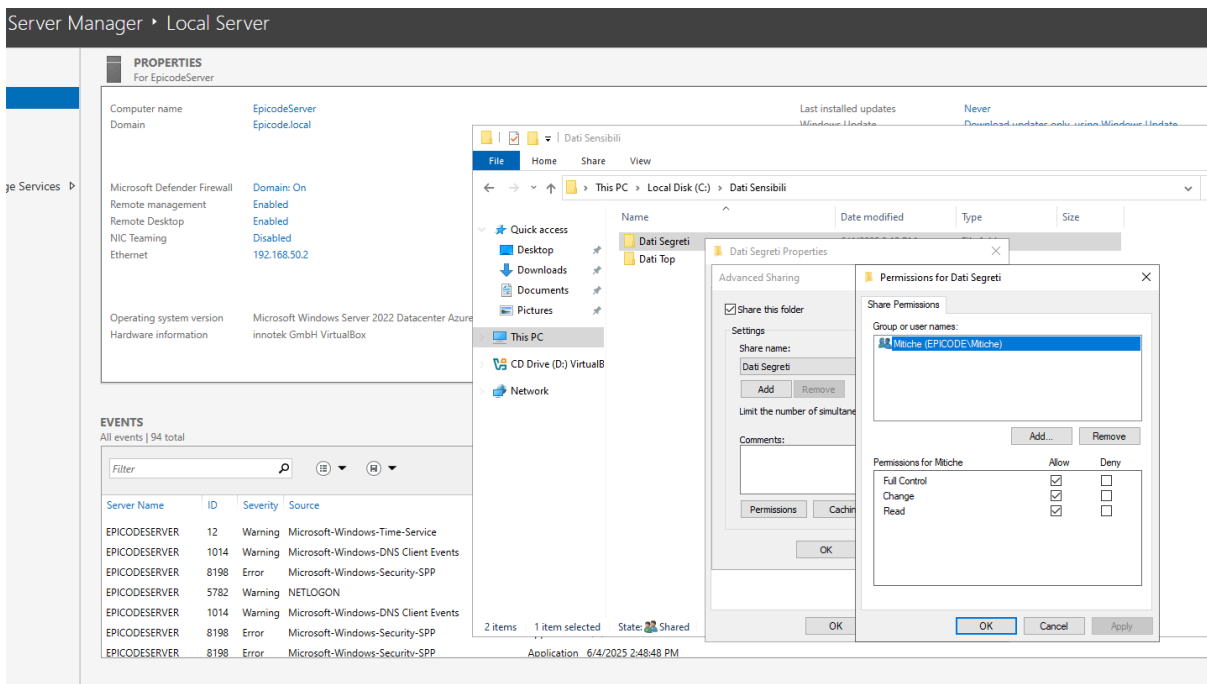 Server Manager ‣ Local Server
PROPERTIES
For EpicodeServer
Computer name EpicodeServer
Domain Epicode.local
Last installed updates Never
Windows Update Download updates only, using Windows Update
ge Services
Microsoft Defender Firewall Domain: On
Remote management Enabled
Remote Desktop Enabled
NIC Teaming Disabled
Ethernet 192.168.50.2
Operating system version Microsoft Windows Server 2022 Datacenter Azure
Hardware information innotek GmbH VirtualBox
EVENTS
All events | 94 total
Filter
Server Name ID Severity Source
EPICODESERVER 12 Warning Microsoft-Windows-Time-Service
EPICODESERVER 1014 Warning Microsoft-Windows-DNS Client Events
EPICODESERVER 8198 Error Microsoft-Windows-Security-SPP
EPICODESERVER 5782 Warning NETLOGON
EPICODESERVER 1014 Warning Microsoft-Windows-DNS Client Events
EPICODESERVER 8198 Error Microsoft-Windows-Security-SPP
EPICODESERVER 8198 Error Microsoft-Windows-Security-SPP Application 6/4/2025 2:48:48 PM
Dati Sensibili
File Home Share View
This PC › Local Disk (C:) › Dati Sensibili
Quick access
Desktop
Downloads
Documents
Pictures
This PC
CD Drive (D:) VirtualB
Network
Name Date modified Type Size
Dati Segreti
Dati Top
2 items 1 item selected State: Shared
Dati Segreti Properties
Advanced Sharing
Share this folder
Settings
Share name:
Dati Segreti
Add Remove
Limit the number of simultane
Comments:
Permissions Cachin
OK
OK
Permissions for Dati Segreti
Share Permissions
Group or user names:
Mitiche (EPICODE\Mitiche)
Add... Remove
Permissions for Mitiche Allow Deny
Full Control
Change
Read
OK Cancel Apply